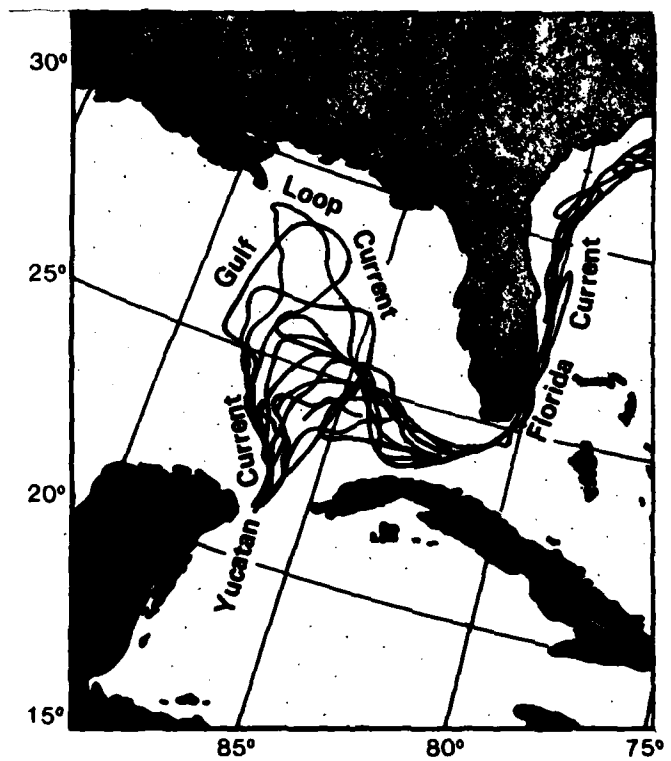 30°
Loop
Gulf
Current
25°
Current
Florida
Current
20°
Yucatan
15°
85°
80°
75°